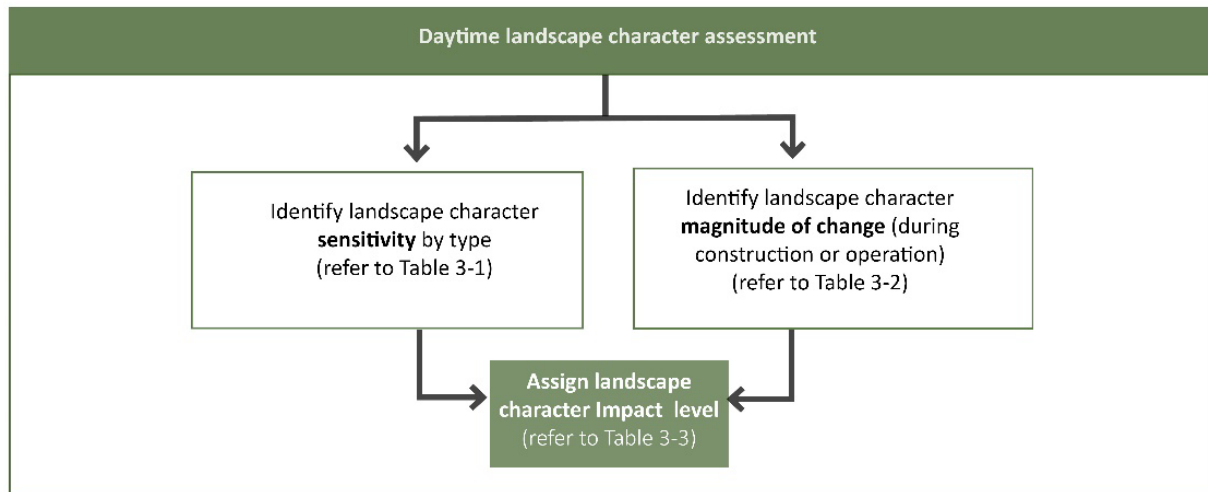 Daytime landscape character assessment
Identify landscape character
sensitivity by type
(refer to Table 3-1)
Identify landscape character
magnitude of change (during
construction or operation)
(refer to Table 3-2)
Assign landscape
character Impact level
(refer to Table 3-3)